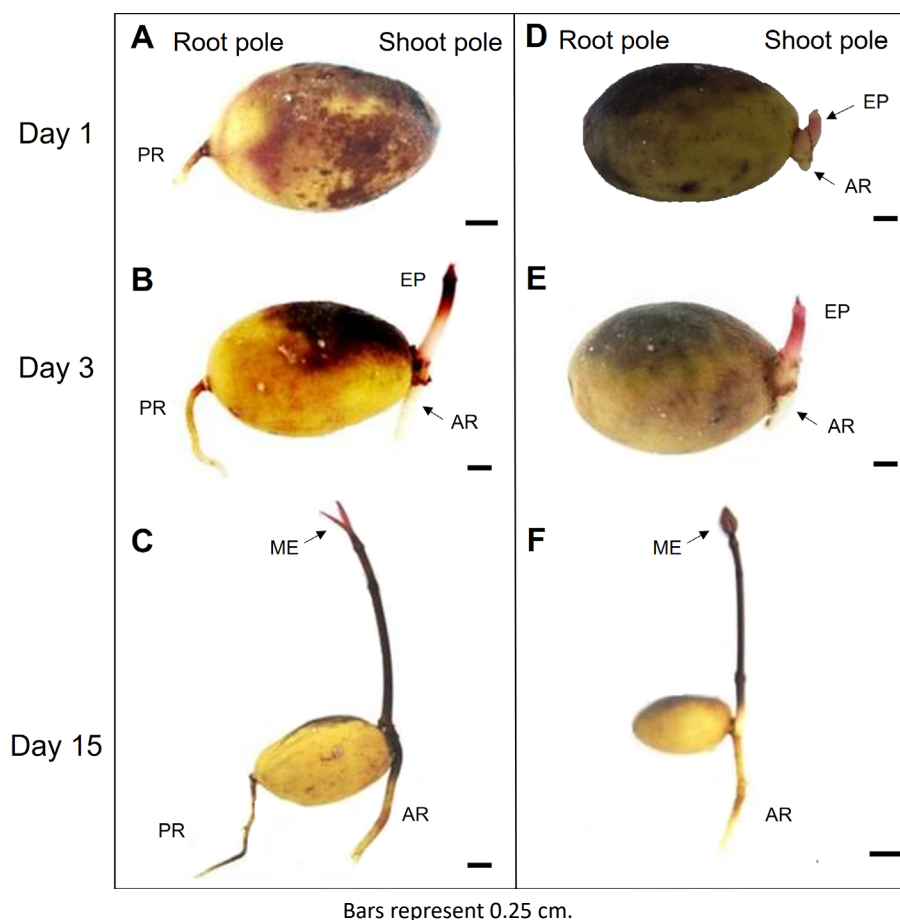 A
Root pole
Shoot pole
D
Root pole
Shoot pole
Day 1
PR
EP
AR
B
EP
E
EP
Day 3
PR
AR
AR
C
ME
F
ME
Day 15
PR
AR
AR
Bars represent 0.25 cm.